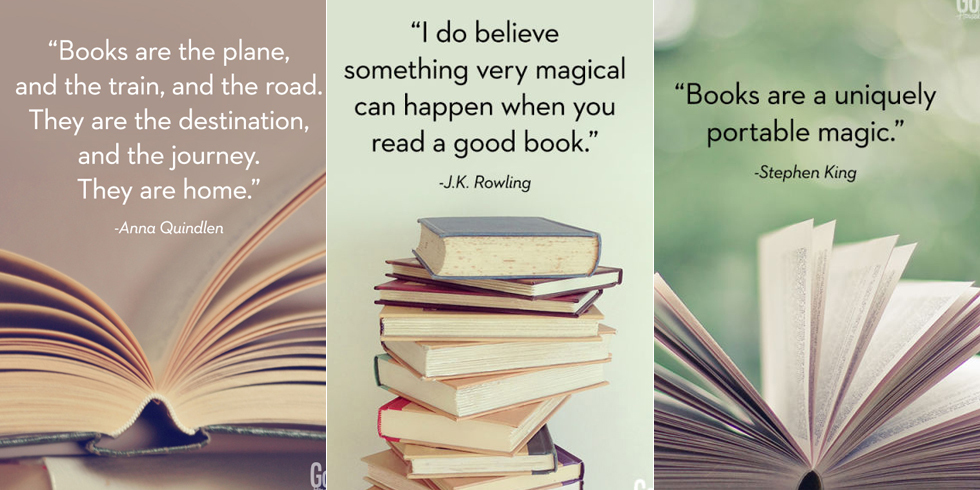 “Books are the plane,
and the train, and the road.
They are the destination,
and the journey.
They are home.”
-Anna Quindlen
“I do believe
something very magical
can happen when you
read a good book.”
-J.K. Rowling
“Books are a uniquely
portable magic.”
-Stephen King